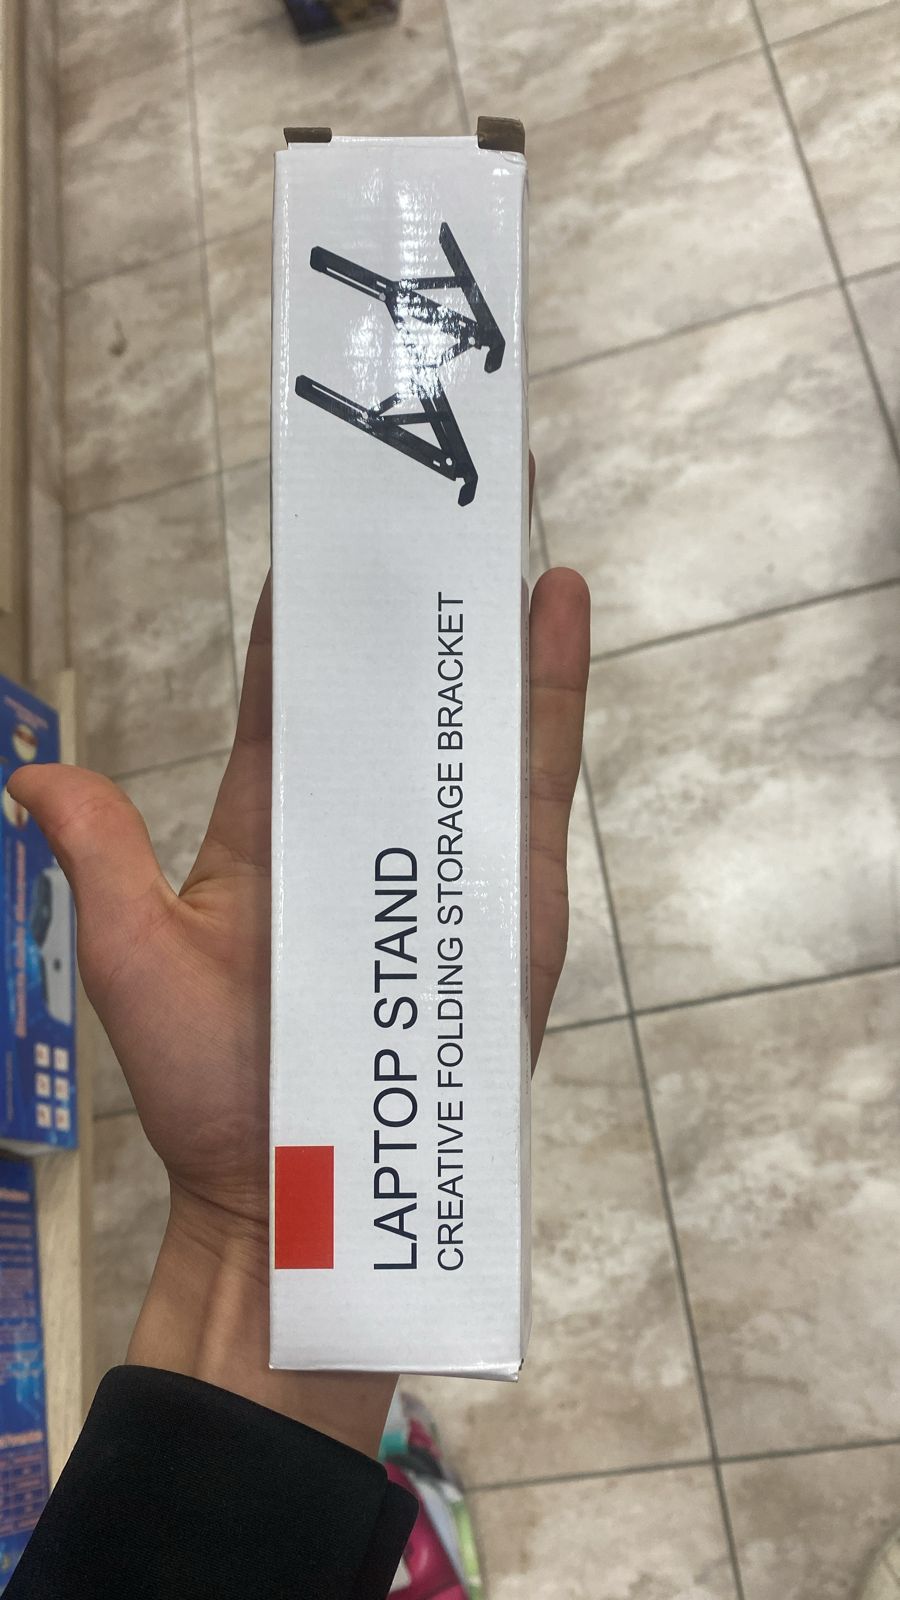 LAPTOP STAND
CREATIVE FOLDING STORAGE BRACKET